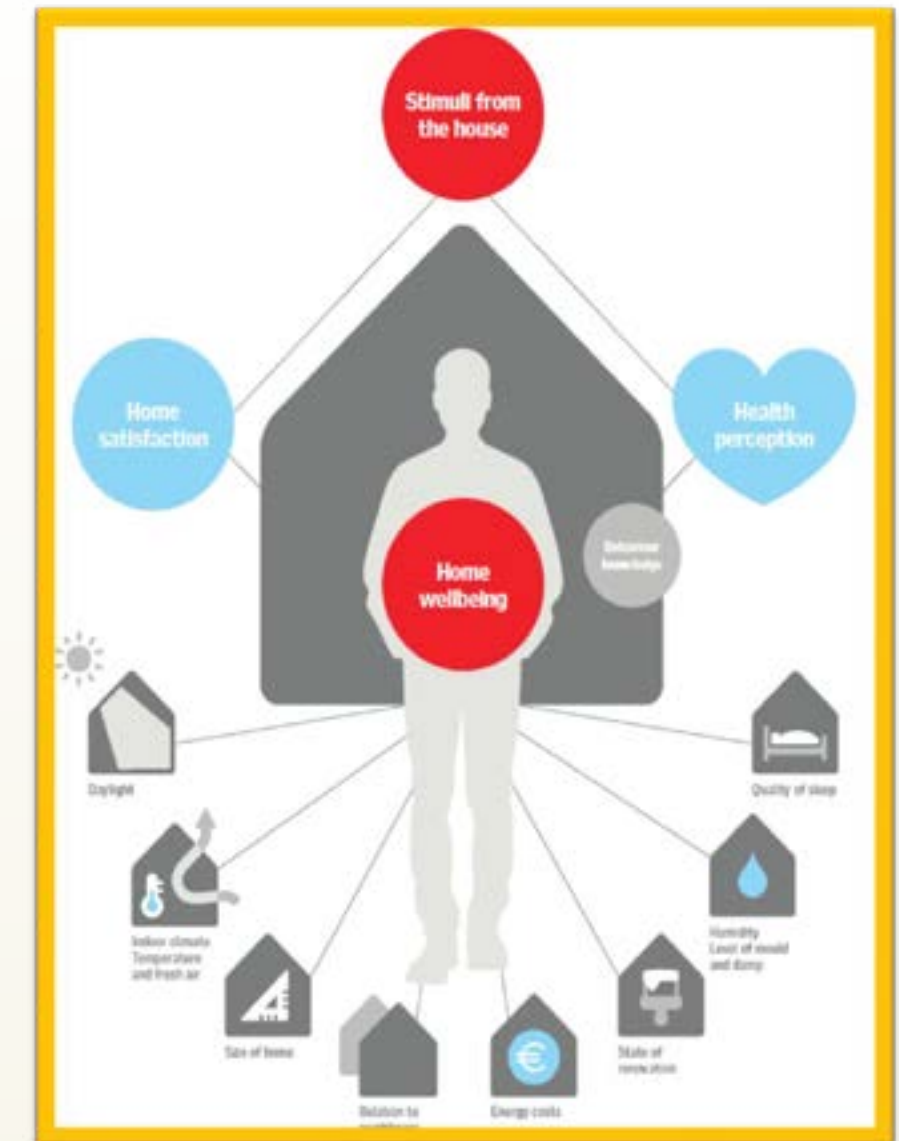 Stimuli from
the house
Home
satisfaction
Health
perception
Home
wellbeing
Daylight
Quality of sleep
Indoor climate
Temperature
and fresh air
Humidity
Level of mould
and damp
Size of home
State of
renovation
Relation to
Energy costs
€